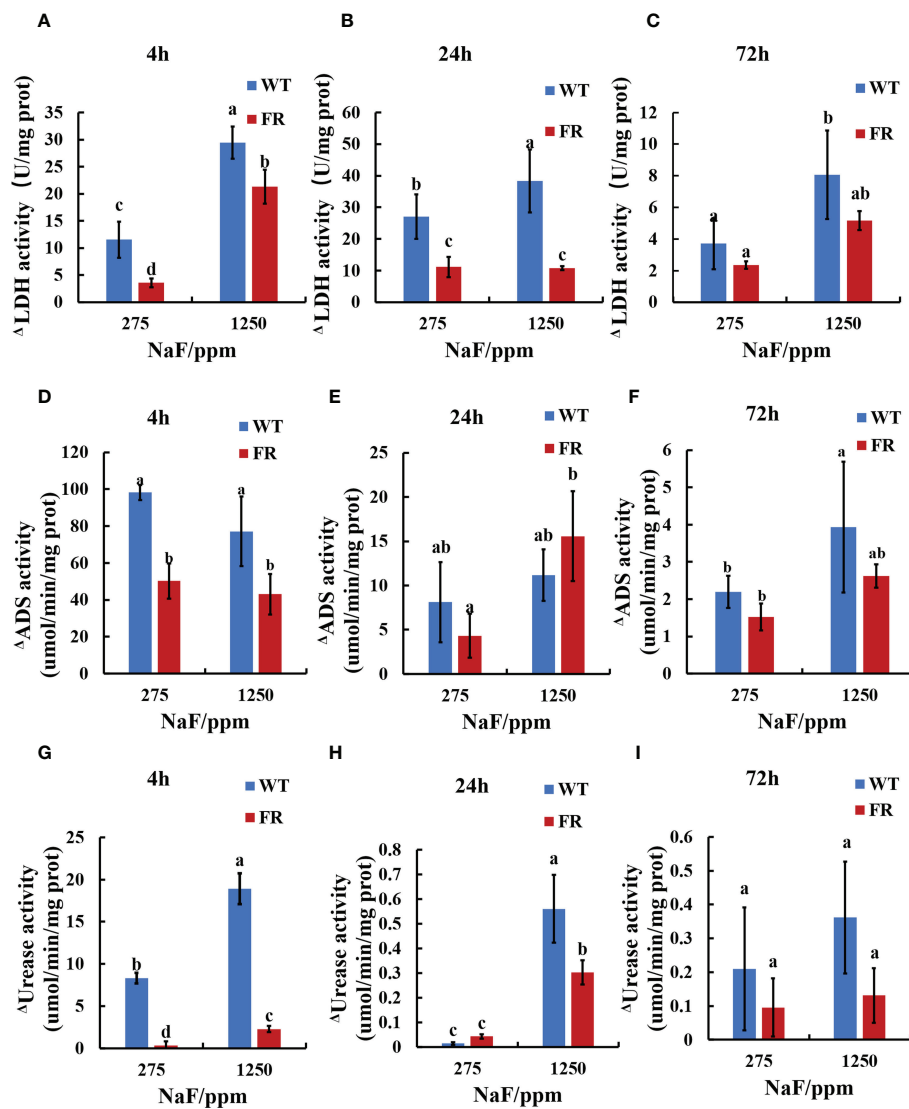 A
4h
WT
FR
ΔLDH activity (U/mg prot)
35
30
25
20
15
10
5
0
c
d
a
b
275
1250
NaF/ppm
B
24h
WT
FR
ΔLDH activity (U/mg prot)
60
50
40
30
20
10
0
b
c
a
c
275
1250
NaF/ppm
C
72h
WT
FR
ΔLDH activity (U/mg prot)
12
10
8
6
4
2
0
a
a
b
ab
275
1250
NaF/ppm
D
4h
WT
FR
ΔADS activity
(umol/min/mg prot)
120
100
80
60
40
20
0
a
b
a
b
275
1250
NaF/ppm
E
24h
WT
FR
ΔADS activity
(umol/min/mg prot)
25
20
15
10
5
0
ab
a
ab
b
275
1250
NaF/ppm
F
72h
WT
FR
ΔADS activity
(umol/min/mg prot)
6
5
4
3
2
1
0
b
b
a
ab
275
1250
NaF/ppm
G
4h
WT
FR
ΔUrease activity
(umol/min/mg prot)
25
20
15
10
5
0
b
d
a
c
275
1250
NaF/ppm
H
24h
WT
FR
ΔUrease activity
(umol/min/mg prot)
0.8
0.7
0.6
0.5
0.4
0.3
0.2
0.1
0
c
c
a
b
275
1250
NaF/ppm
I
72h
WT
FR
ΔUrease activity
(umol/min/mg prot)
0.6
0.5
0.4
0.3
0.2
0.1
0
a
a
a
a
275
1250
NaF/ppm